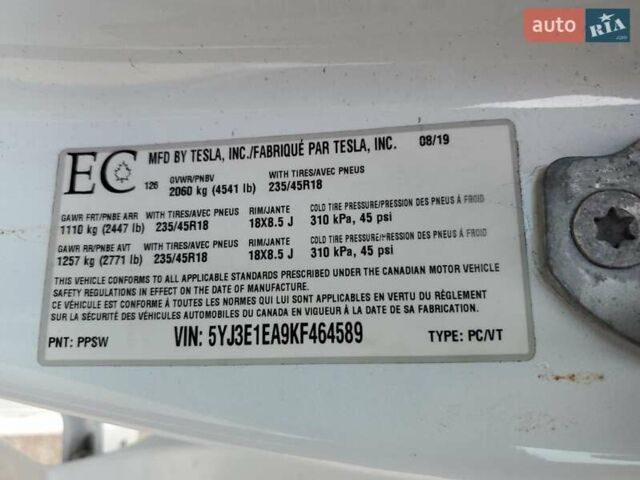 auto RIA.com
EC 126
MFD BY TESLA, INC./FABRIQUÉ PAR TESLA, INC. 08/19
GVWR/PNBV WITH TIRES/AVEC PNEUS
2060 kg (4541 lb) 235/45R18
GAWR FRT/PNBE ARR WITH TIRES/AVEC PNEUS RIM/JANTE COLD TIRE PRESSURE/PRESSION DES PNEUS À FROID
1110 kg (2447 lb) 235/45R18 18X8.5 J 310 kPa, 45 psi
GAWR RR/PNBE AVT WITH TIRES/AVEC PNEUS RIM/JANTE COLD TIRE PRESSURE/PRESSION DES PNEUS À FROID
1257 kg (2771 lb) 235/45R18 18X8.5 J 310 kPa, 45 psi
THIS VEHICLE CONFORMS TO ALL APPLICABLE STANDARDS PRESCRIBED UNDER THE CANADIAN MOTOR VEHICLE
SAFETY REGULATIONS IN EFFECT ON THE DATE OF MANUFACTURE
CE VÉHICULE EST CONFORME À TOUTES LES NORMES QUI LUI SONT APPLICABLES EN VERTU DU RÈGLEMENT
SUR LA SÉCURITÉ DES VÉHICULES AUTOMOBILES DU CANADA EN VIGUEUR À LA DATE DE SA FABRICATION.
PNT: PPSW VIN: 5YJ3E1EA9KF464589 TYPE: PC/VT